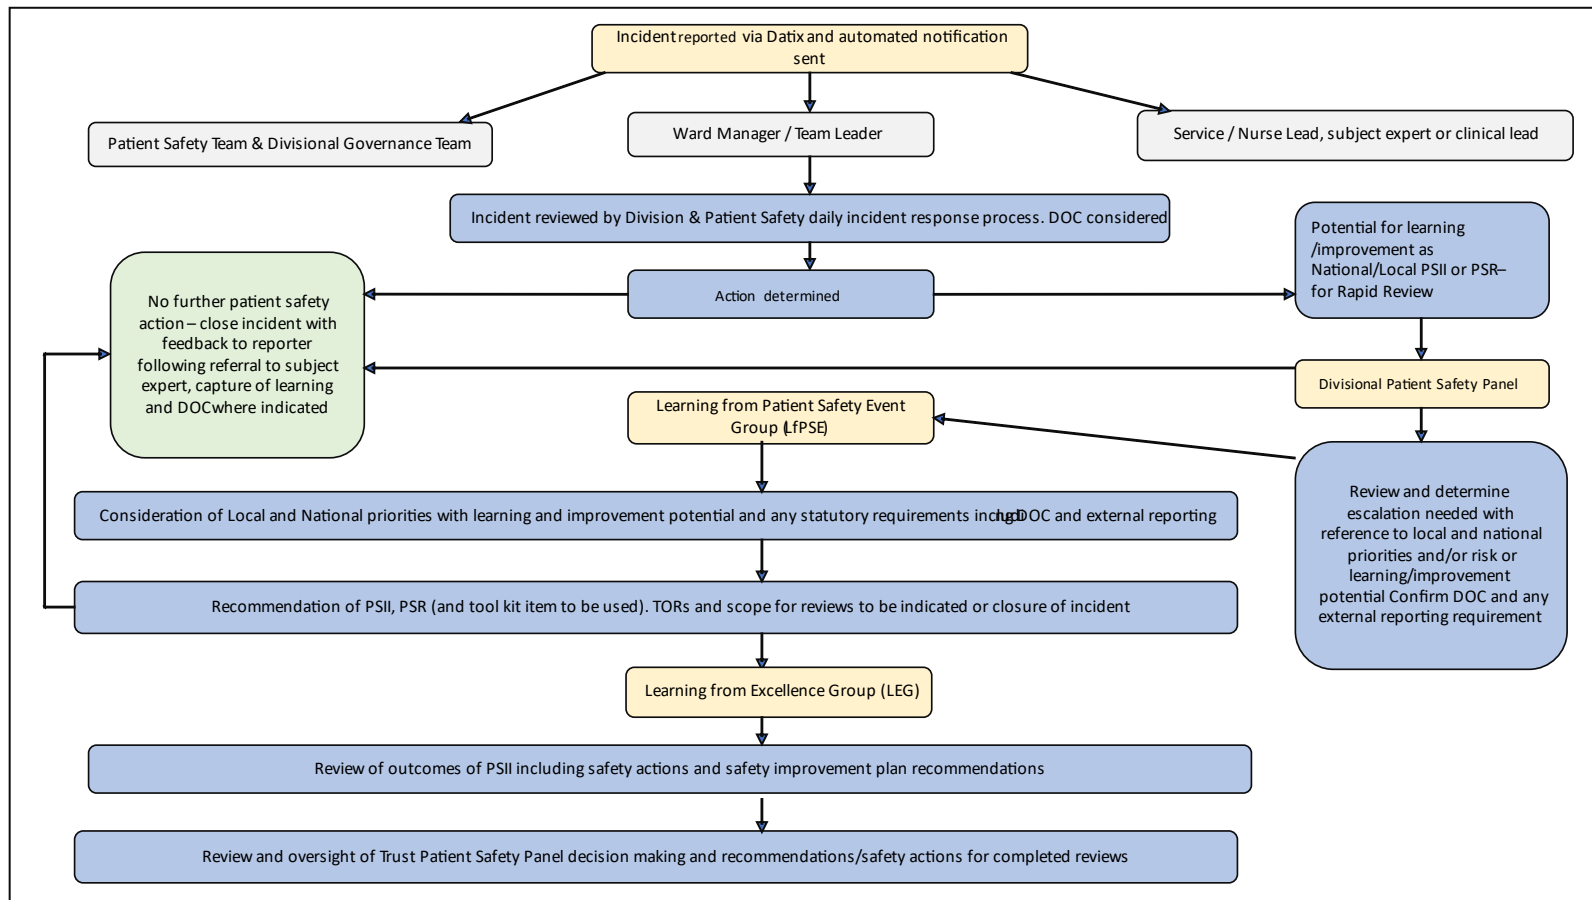 Incident reported via Datix and automated notification
sent
Patient Safety Team & Divisional Governance Team
Ward Manager / Team Leader
Service / Nurse Lead, subject expert or clinical lead
Incident reviewed by Division & Patient Safety daily incident response process. DOC considered
Potential for learning
/improvement as
National/Local PSII or PSR–
for Rapid Review
Action determined
No further patient safety
action – close incident with
feedback to reporter
following referral to subject
expert, capture of learning
and DOCwhere indicated
Divisional Patient Safety Panel
Learning from Patient Safety Event
Group (LfPSE)
Review and determine
escalation needed with
reference to local and national
priorities and/or risk or
learning/improvement
potential Confirm DOC and any
external reporting requirement
Consideration of Local and National priorities with learning and improvement potential and any statutory requirements including DOC and external reporting
Recommendation of PSII, PSR (and tool kit item to be used). TORs and scope for reviews to be indicated or closure of incident
Learning from Excellence Group (LEG)
Review of outcomes of PSII including safety actions and safety improvement plan recommendations
Review and oversight of Trust Patient Safety Panel decision making and recommendations/safety actions for completed reviews